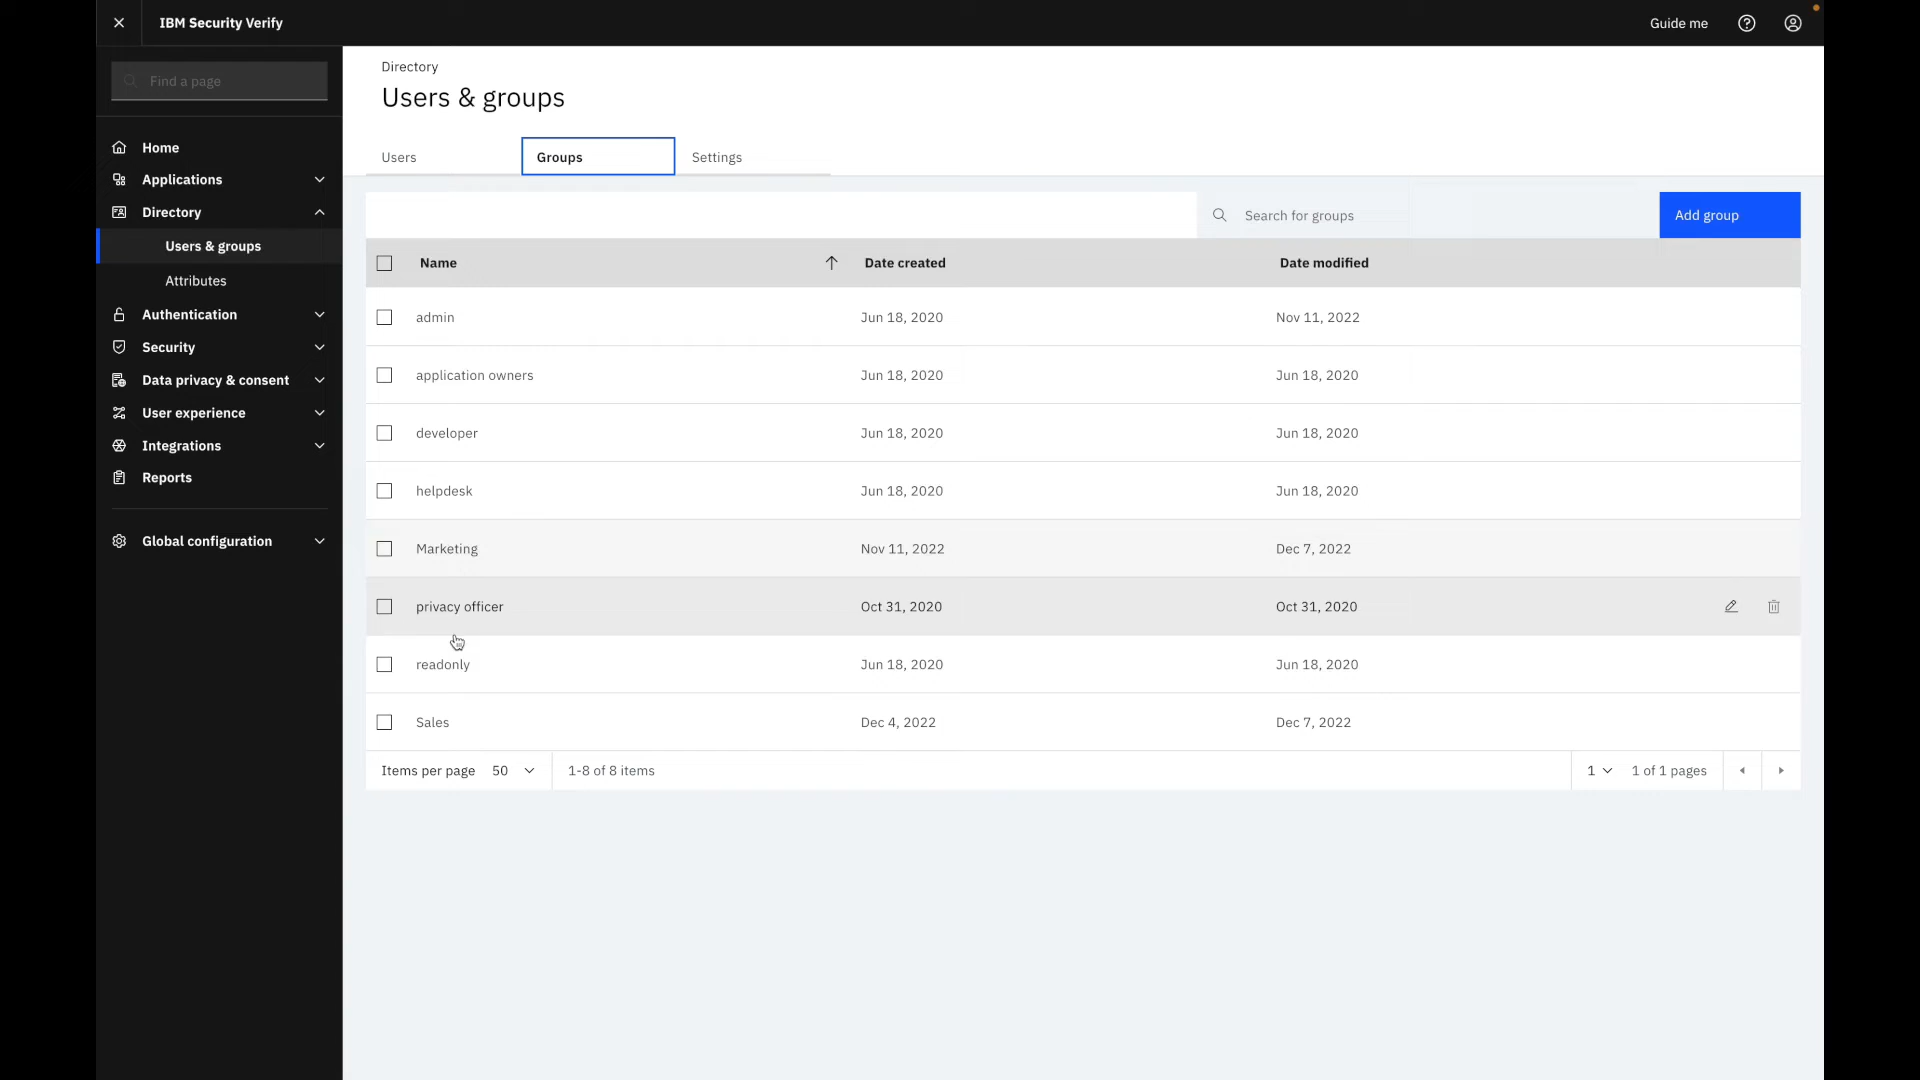 IBM Security Verify
Guide me
Find a page
Home
Applications
Directory
Users & groups
Attributes
Authentication
Security
Data privacy & consent
User experience
Integrations
Reports
Global configuration
Directory
Users & groups
Users Groups Settings
Search for groups
Add group
Name Date created Date modified
admin Jun 18, 2020 Nov 11, 2022
application owners Jun 18, 2020 Jun 18, 2020
developer Jun 18, 2020 Jun 18, 2020
helpdesk Jun 18, 2020 Jun 18, 2020
Marketing Nov 11, 2022 Dec 7, 2022
privacy officer Oct 31, 2020 Oct 31, 2020
readonly Jun 18, 2020 Jun 18, 2020
Sales Dec 4, 2022 Dec 7, 2022
Items per page 50 1-8 of 8 items 1 1 of 1 pages